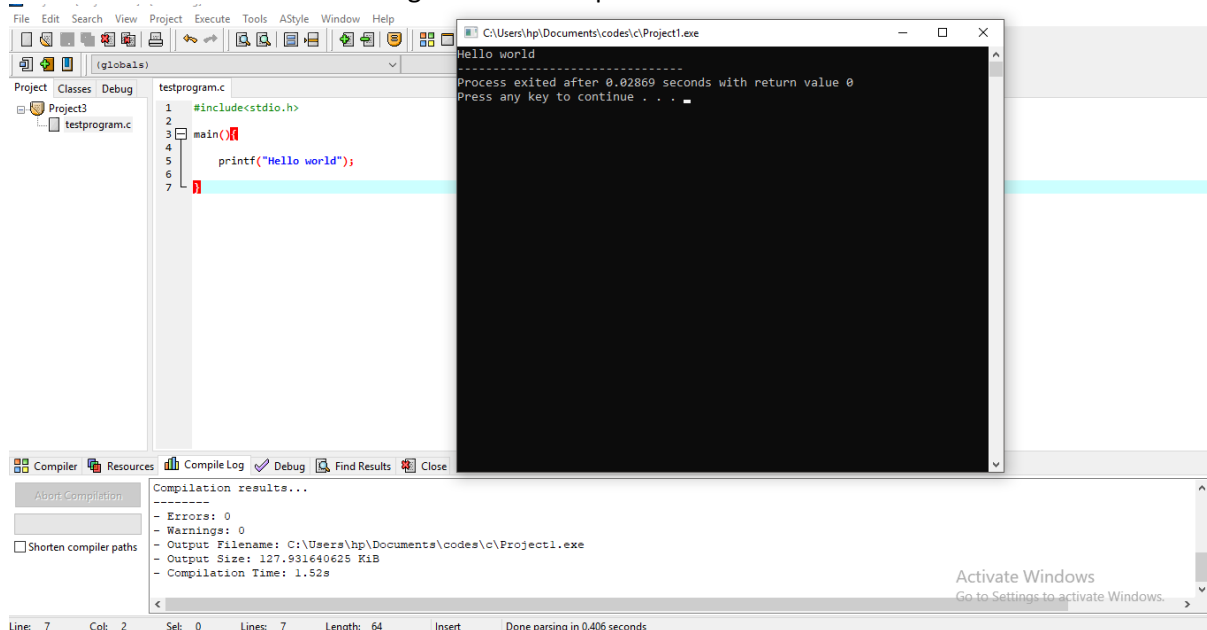 File Edit Search View Project Execute Tools AStyle Window Help
C:\Users\hp\Documents\codes\c\Project1.exe
(globals)
Project Classes Debug
testprogram.c
Project3
testprogram.c
1 #include<stdio.h>
2
3 main(){
4
5 printf("Hello world");
6
7 }
Hello world
--------------------------------
Process exited after 0.02869 seconds with return value 0
Press any key to continue . . .
Compiler Resources Compile Log Debug Find Results Close
Abort Compilation
Shorten compiler paths
Compilation results...
--------
- Errors: 0
- Warnings: 0
- Output Filename: C:\Users\hp\Documents\codes\c\Project1.exe
- Output Size: 127.931640625 KiB
- Compilation Time: 1.52s
Activate Windows
Go to Settings to activate Windows.
Line: 7 Col: 2 Sel: 0 Lines: 7 Length: 64 Insert Done parsing in 0.406 seconds